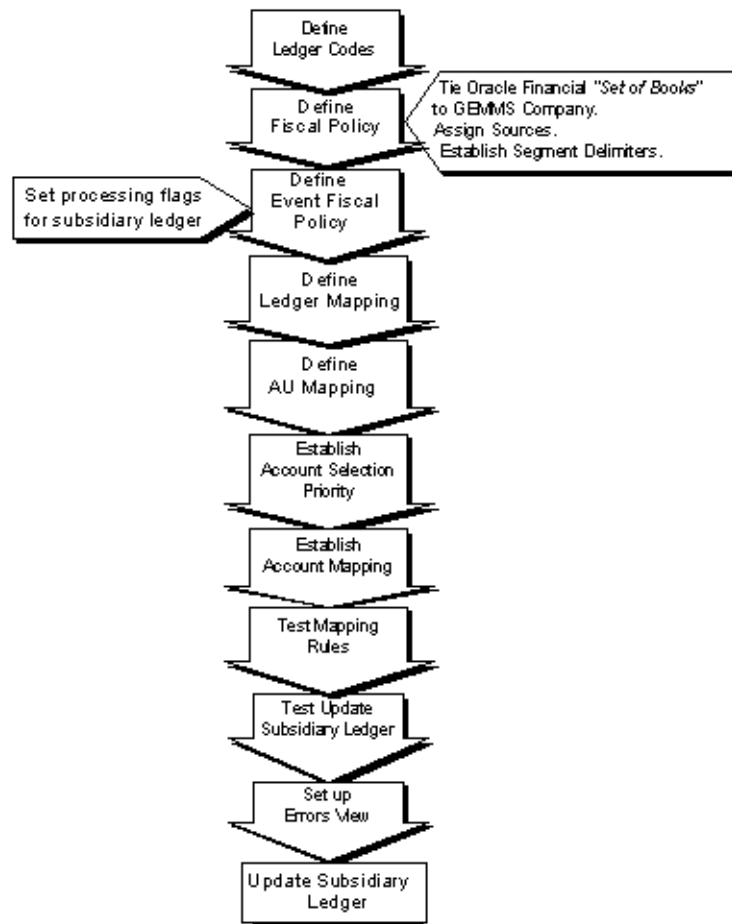 Define
Ledger Codes
Define
Fiscal Policy
Tie Oracle Financial "Set of Books"
to GEMMS Company.
Assign Sources.
Establish Segment Delimiters.
Set processing flags
for subsidiary ledger
Define
Event Fiscal
Policy
Define
Ledger Mapping
Define
AU Mapping
Establish
Account Selection
Priority
Establish
Account Mapping
Test Mapping
Rules
Test Update
Subsidiary Ledger
Set up
Errors View
Update Subsidiary
Ledger